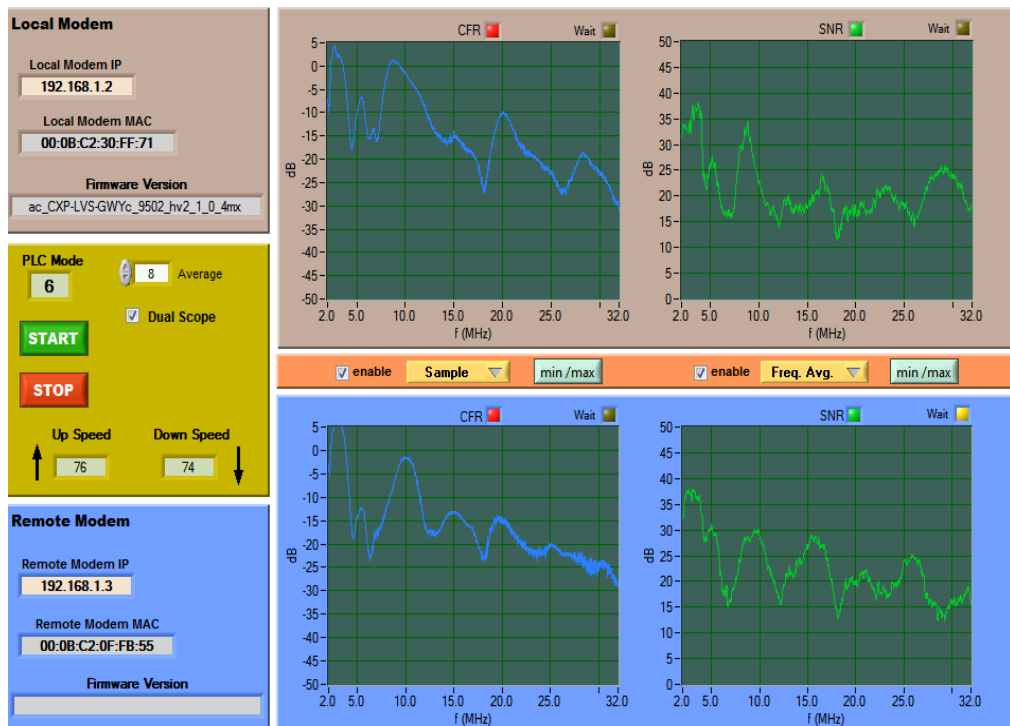 Local Modem
Local Modem IP
192.168.1.2
Local Modem MAC
00:0B:C2:30:FF:71
Firmware Version
ac_CXP-LVS-GWYc_9502_hv2_1_0_4mx
PLC Mode
6
8 Average
Dual Scope
START
STOP
Up Speed Down Speed
76 74
Remote Modem
Remote Modem IP
192.168.1.3
Remote Modem MAC
00:0B:C2:0F:FB:55
Firmware Version
CFR Wait
5
0
-5
-10
-15
-20
-25
-30
-35
-40
-45
-50
dB
2.0 5.0 10.0 15.0 20.0 25.0 32.0
f (MHz)
SNR Wait
50
45
40
35
30
25
20
15
10
5
0
dB
2.0 5.0 10.0 15.0 20.0 25.0 32.0
f (MHz)
enable Sample min /max enable Freq. Avg. min /max
CFR Wait
5
0
-5
-10
-15
-20
-25
-30
-35
-40
-45
-50
dB
2.0 5.0 10.0 15.0 20.0 25.0 32.0
f (MHz)
SNR Wait
50
45
40
35
30
25
20
15
10
5
0
dB
2.0 5.0 10.0 15.0 20.0 25.0 32.0
f (MHz)